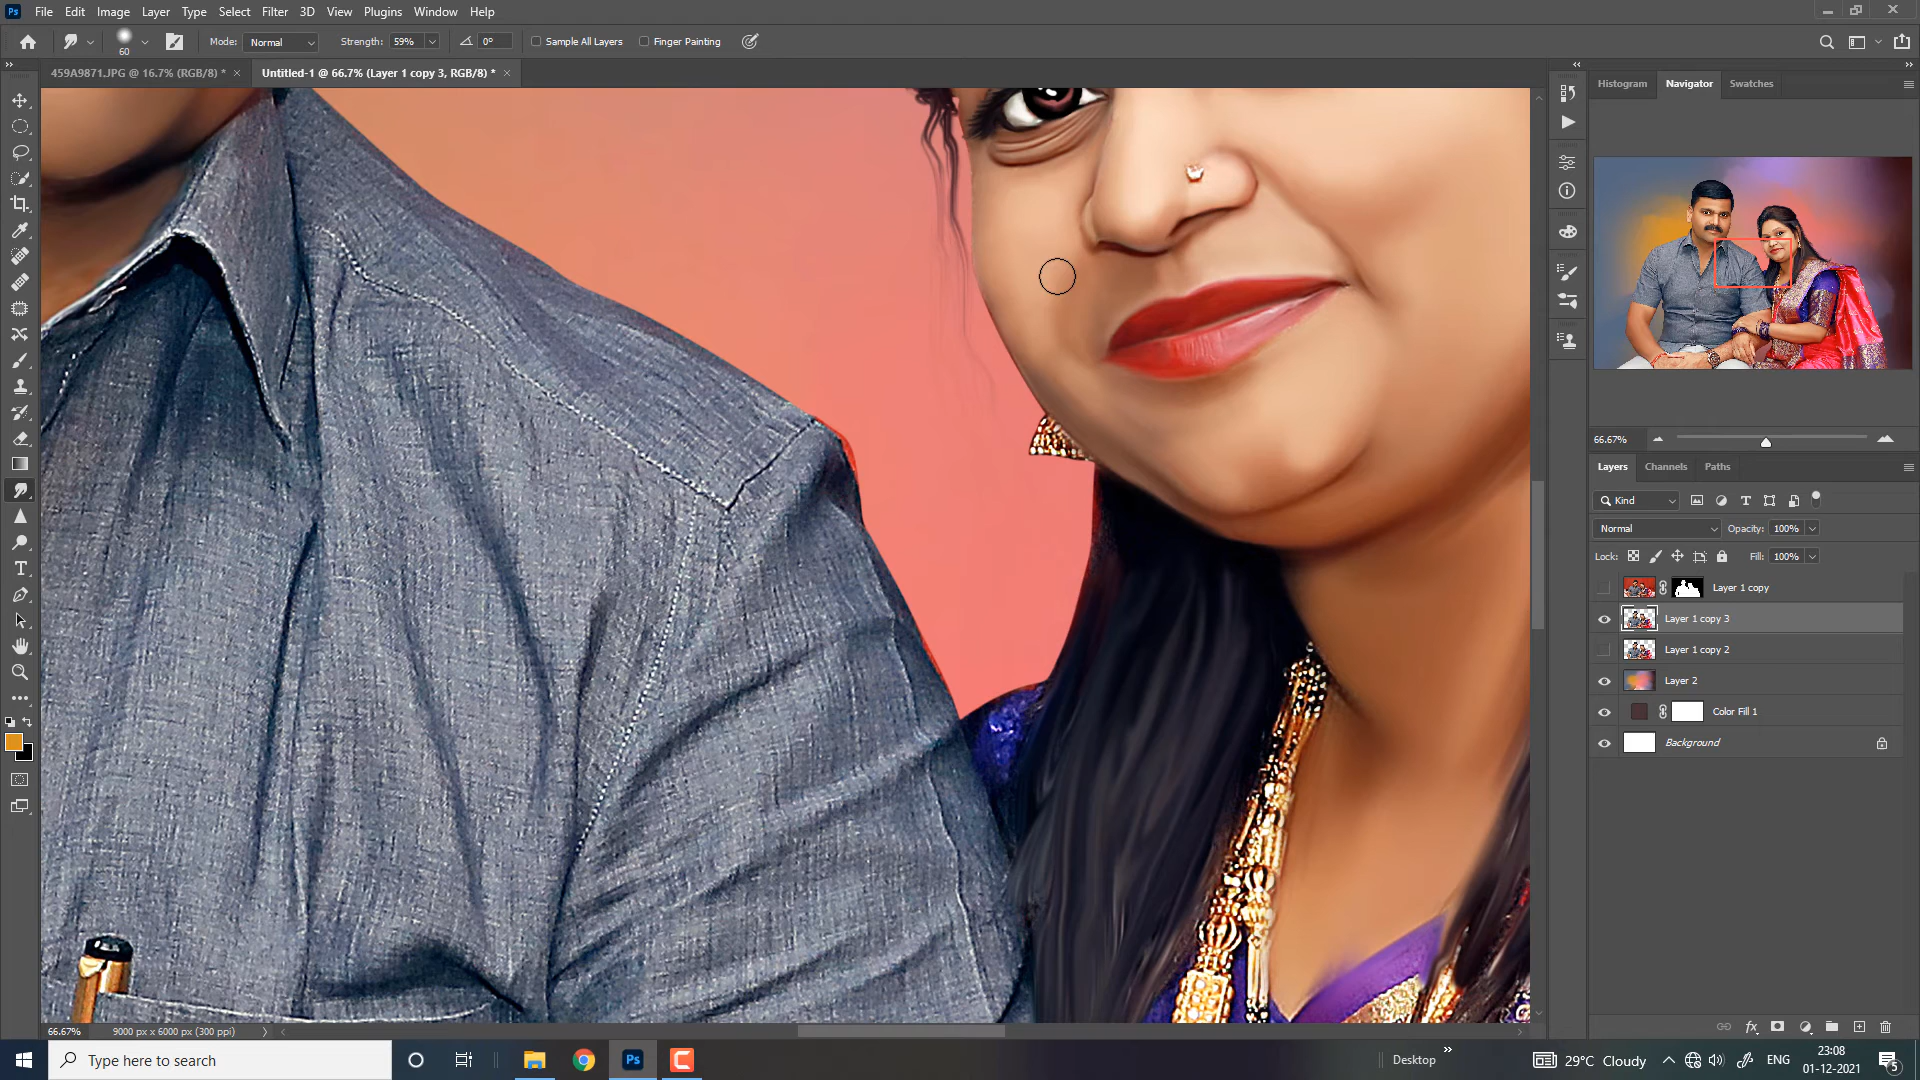 Ps File Edit Image Layer Type Select Filter 3D View Plugins Window Help
60 Mode: Normal Strength: 59% 0° Sample All Layers Finger Painting
459A9871.JPG @ 16.7% (RGB/8) * × Untitled-1 @ 66.7% (Layer 1 copy 3, RGB/8) * ×
Histogram Navigator Swatches
66.67%
Layers Channels Paths
Kind
Normal Opacity: 100%
Lock: Fill: 100%
Layer 1 copy
Layer 1 copy 3
Layer 1 copy 2
Layer 2
Color Fill 1
Background
66.67% 9000 px x 6000 px (300 ppi)
Type here to search
Ps
Desktop
29°C Cloudy
ENG
23:08
01-12-2021
5